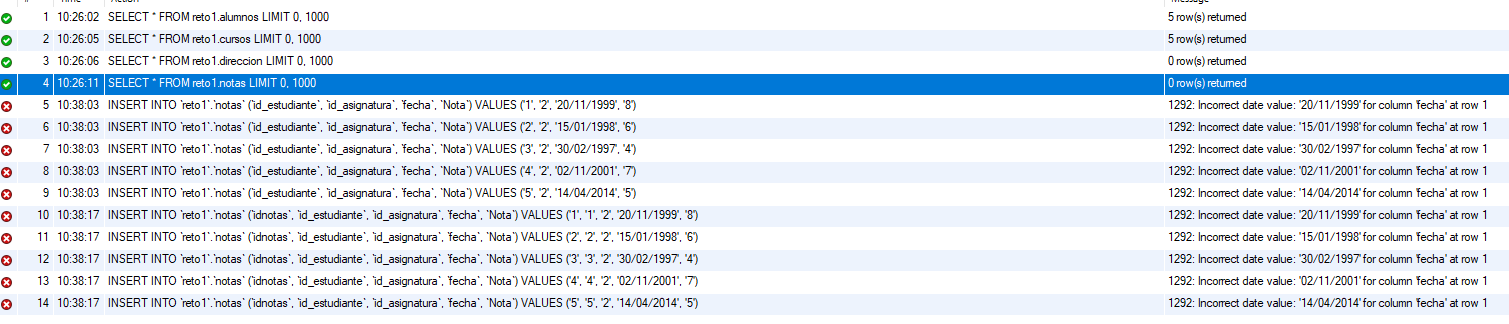 1 10:26:02 SELECT * FROM reto1.alumnos LIMIT 0, 1000 5 row(s) returned
2 10:26:05 SELECT * FROM reto1.cursos LIMIT 0, 1000 5 row(s) returned
3 10:26:06 SELECT * FROM reto1.direccion LIMIT 0, 1000 0 row(s) returned
4 10:26:11 SELECT * FROM reto1.notas LIMIT 0, 1000 0 row(s) returned
5 10:38:03 INSERT INTO `reto1`.`notas` (`id_estudiante`, `id_asignatura`, `fecha`, `Nota`) VALUES ('1', '2', '20/11/1999', '8') 1292: Incorrect date value: '20/11/1999' for column 'fecha' at row 1
6 10:38:03 INSERT INTO `reto1`.`notas` (`id_estudiante`, `id_asignatura`, `fecha`, `Nota`) VALUES ('2', '2', '15/01/1998', '6') 1292: Incorrect date value: '15/01/1998' for column 'fecha' at row 1
7 10:38:03 INSERT INTO `reto1`.`notas` (`id_estudiante`, `id_asignatura`, `fecha`, `Nota`) VALUES ('3', '2', '30/02/1997', '4') 1292: Incorrect date value: '30/02/1997' for column 'fecha' at row 1
8 10:38:03 INSERT INTO `reto1`.`notas` (`id_estudiante`, `id_asignatura`, `fecha`, `Nota`) VALUES ('4', '2', '02/11/2001', '7') 1292: Incorrect date value: '02/11/2001' for column 'fecha' at row 1
9 10:38:03 INSERT INTO `reto1`.`notas` (`id_estudiante`, `id_asignatura`, `fecha`, `Nota`) VALUES ('5', '2', '14/04/2014', '5') 1292: Incorrect date value: '14/04/2014' for column 'fecha' at row 1
10 10:38:17 INSERT INTO `reto1`.`notas` (`idnotas`, `id_estudiante`, `id_asignatura`, `fecha`, `Nota`) VALUES ('1', '1', '2', '20/11/1999', '8') 1292: Incorrect date value: '20/11/1999' for column 'fecha' at row 1
11 10:38:17 INSERT INTO `reto1`.`notas` (`idnotas`, `id_estudiante`, `id_asignatura`, `fecha`, `Nota`) VALUES ('2', '2', '2', '15/01/1998', '6') 1292: Incorrect date value: '15/01/1998' for column 'fecha' at row 1
12 10:38:17 INSERT INTO `reto1`.`notas` (`idnotas`, `id_estudiante`, `id_asignatura`, `fecha`, `Nota`) VALUES ('3', '3', '2', '30/02/1997', '4') 1292: Incorrect date value: '30/02/1997' for column 'fecha' at row 1
13 10:38:17 INSERT INTO `reto1`.`notas` (`idnotas`, `id_estudiante`, `id_asignatura`, `fecha`, `Nota`) VALUES ('4', '4', '2', '02/11/2001', '7') 1292: Incorrect date value: '02/11/2001' for column 'fecha' at row 1
14 10:38:17 INSERT INTO `reto1`.`notas` (`idnotas`, `id_estudiante`, `id_asignatura`, `fecha`, `Nota`) VALUES ('5', '5', '2', '14/04/2014', '5') 1292: Incorrect date value: '14/04/2014' for column 'fecha' at row 1